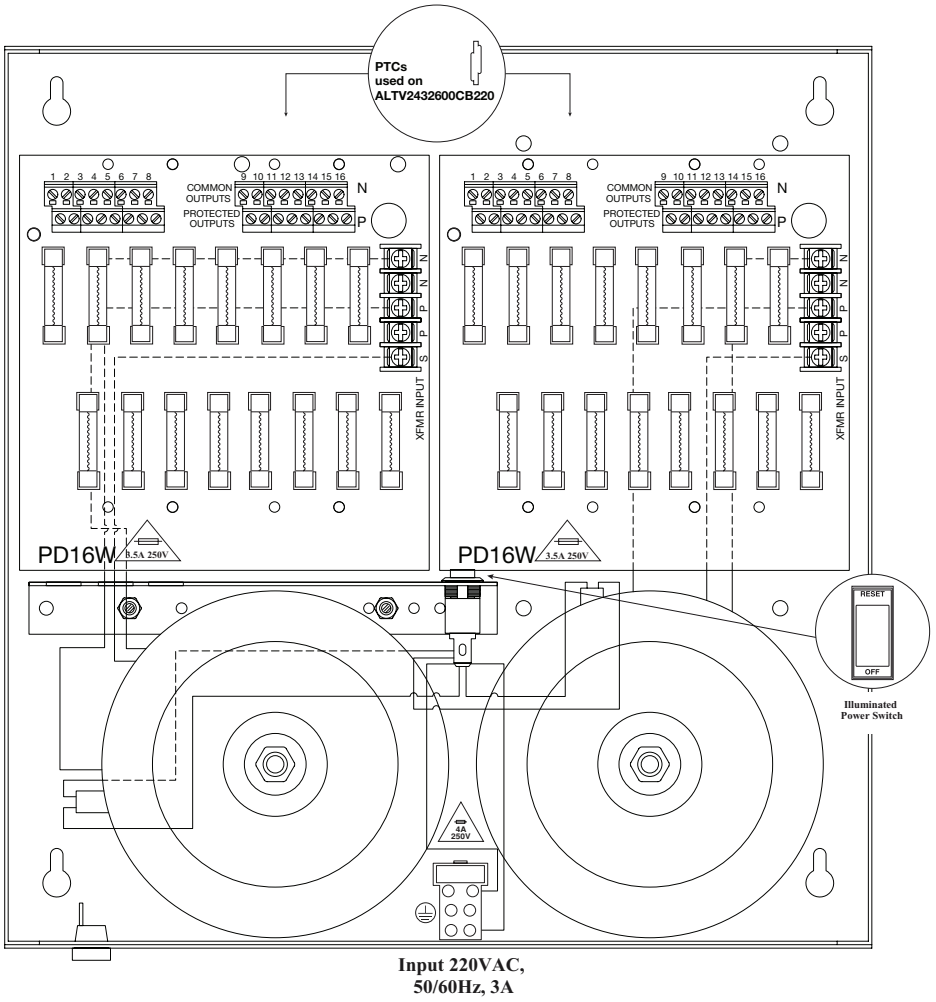 PTCs
used on
ALTV2432600CB220
1 2 3 4 5 6 7 8
COMMON
OUTPUTS
9 10 11 12 13 14 15 16
N
PROTECTED
OUTPUTS
P
N
N
P
P
S
XFMR INPUT
PD16W
3.5A 250V
1 2 3 4 5 6 7 8
COMMON
OUTPUTS
9 10 11 12 13 14 15 16
N
PROTECTED
OUTPUTS
P
N
N
P
P
S
XFMR INPUT
PD16W
3.5A 250V
RESET
OFF
Illuminated
Power Switch
4A
250V
Input 220VAC,
50/60Hz, 3A